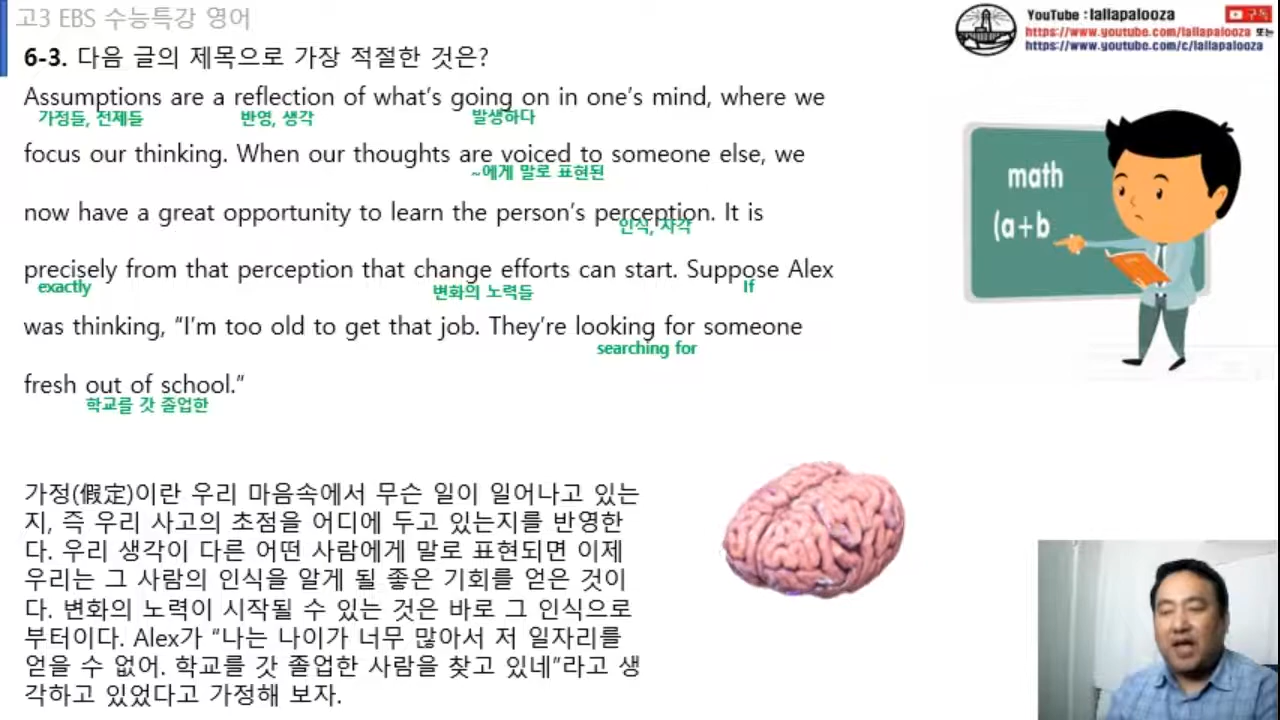 고3 EBS 수능특강 영어
YouTube : lallapalooza
구독
https://www.youtube.com/lallapalooza 또는
https://www.youtube.com/c/lallapalooza
6-3. 다음 글의 제목으로 가장 적절한 것은?
Assumptions are a reflection of what's going on in one's mind, where we
가정들, 전제들 반영, 생각 발생하다
focus our thinking. When our thoughts are voiced to someone else, we
~에게 말로 표현된
now have a great opportunity to learn the person's perception. It is
인식, 자각
precisely from that perception that change efforts can start. Suppose Alex
exactly 변화의 노력들 If
was thinking, “I'm too old to get that job. They're looking for someone
searching for
fresh out of school.”
학교를 갓 졸업한
math
(a+b
가정(假定)이란 우리 마음속에서 무슨 일이 일어나고 있는
지, 즉 우리 사고의 초점을 어디에 두고 있는지를 반영한
다. 우리 생각이 다른 어떤 사람에게 말로 표현되면 이제
우리는 그 사람의 인식을 알게 될 좋은 기회를 얻은 것이
다. 변화의 노력이 시작될 수 있는 것은 바로 그 인식으로
부터이다. Alex가 “나는 나이가 너무 많아서 저 일자리를
얻을 수 없어. 학교를 갓 졸업한 사람을 찾고 있네”라고 생
각하고 있었다고 가정해 보자.